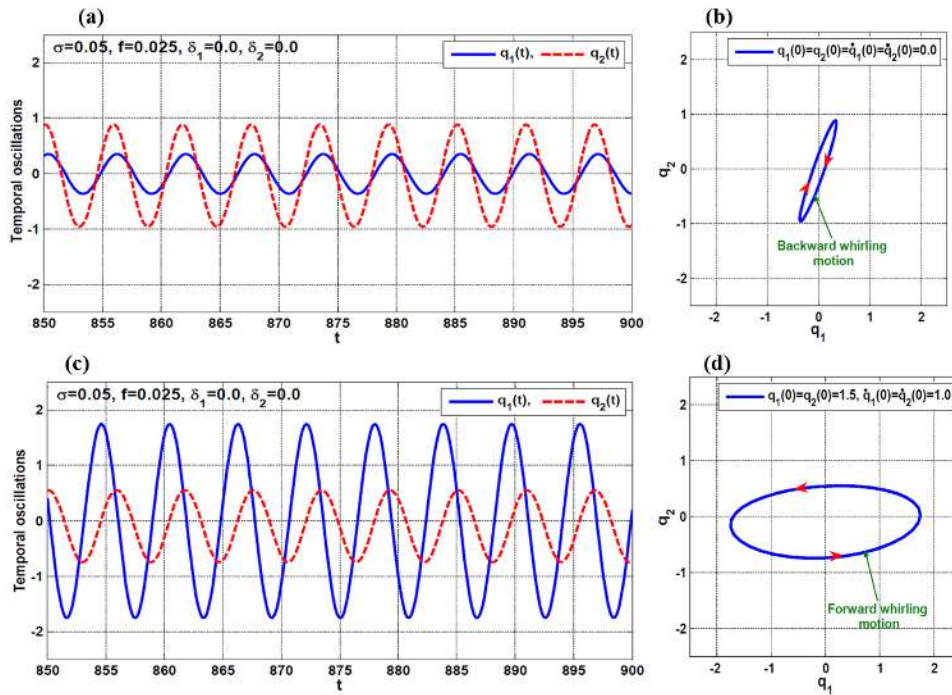 (a)
σ=0.05, f=0.025, δ₁=0.0, δ₂=0.0
q₁(t), q₂(t)
Temporal oscillations
2
1
0
-1
-2
850 855 860 865 870 875 880 885 890 895 900
t
(b)
q₁(0)=q₂(0)=q̇₁(0)=q̇₂(0)=0.0
q₂
2
1
0
-1
-2
Backward whirling
motion
-2 -1 0 1 2
q₁
(c)
σ=0.05, f=0.025, δ₁=0.0, δ₂=0.0
q₁(t), q₂(t)
Temporal oscillations
2
1
0
-1
-2
850 855 860 865 870 875 880 885 890 895 900
t
(d)
q₁(0)=q₂(0)=1.5, q̇₁(0)=q̇₂(0)=1.0
q₂
2
1
0
-1
-2
Forward whirling
motion
-2 -1 0 1 2
q₁